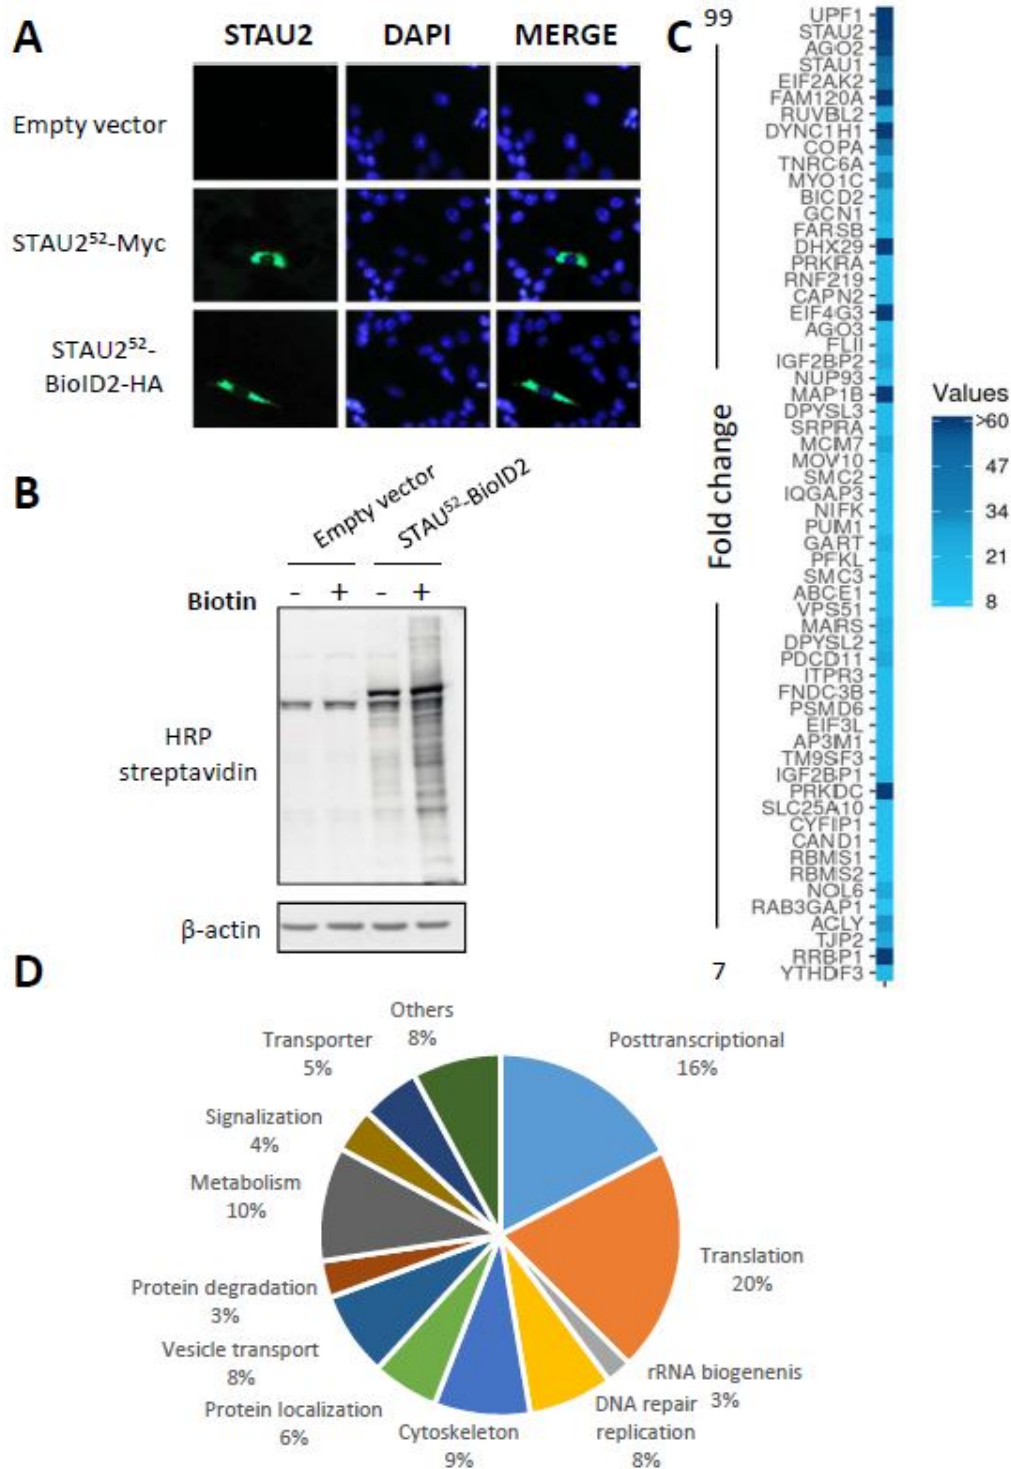 A
STAU2 DAPI MERGE
Empty vector
STAU2⁵²-Myc
STAU2⁵²-
BioID2-HA
B
Empty vector
STAU⁵²-BioID2
Biotin - + - +
HRP
streptavidin
β-actin
C
99
Fold change
7
UPF1
STAU2
AGO2
STAU1
EIF2AK2
FAM120A
RUVBL2
DYNC1H1
COPA
TNRC6A
MYO1C
BICD2
GCN1
FARSB
DHX29
PRKRA
RNF219
CAPN2
EIF4G3
AGO3
FLII
IGF2BP2
NUP93
MAP1B
DPYSL3
SRPRA
MCM7
MOV10
SMC2
IQGAP3
NIFK
PUM1
GART
PFKL
SMC3
ABCE1
VPS51
MARS
DPYSL2
PDCD11
ITPR3
FNDC3B
PSMD6
EIF3L
AP3M1
TM9SF3
IGF2BP1
PRKDC
SLC25A10
CYFIP1
CAND1
RBMS1
RBMS2
NOL6
RAB3GAP1
ACLY
TJP2
RRBP1
YTHDF3
Values
>60
47
34
21
8
D
Others
8%
Posttranscriptional
16%
Translation
20%
rRNA biogenenis
3%
DNA repair
replication
8%
Cytoskeleton
9%
Protein localization
6%
Vesicle transport
8%
Protein degradation
3%
Metabolism
10%
Signalization
4%
Transporter
5%